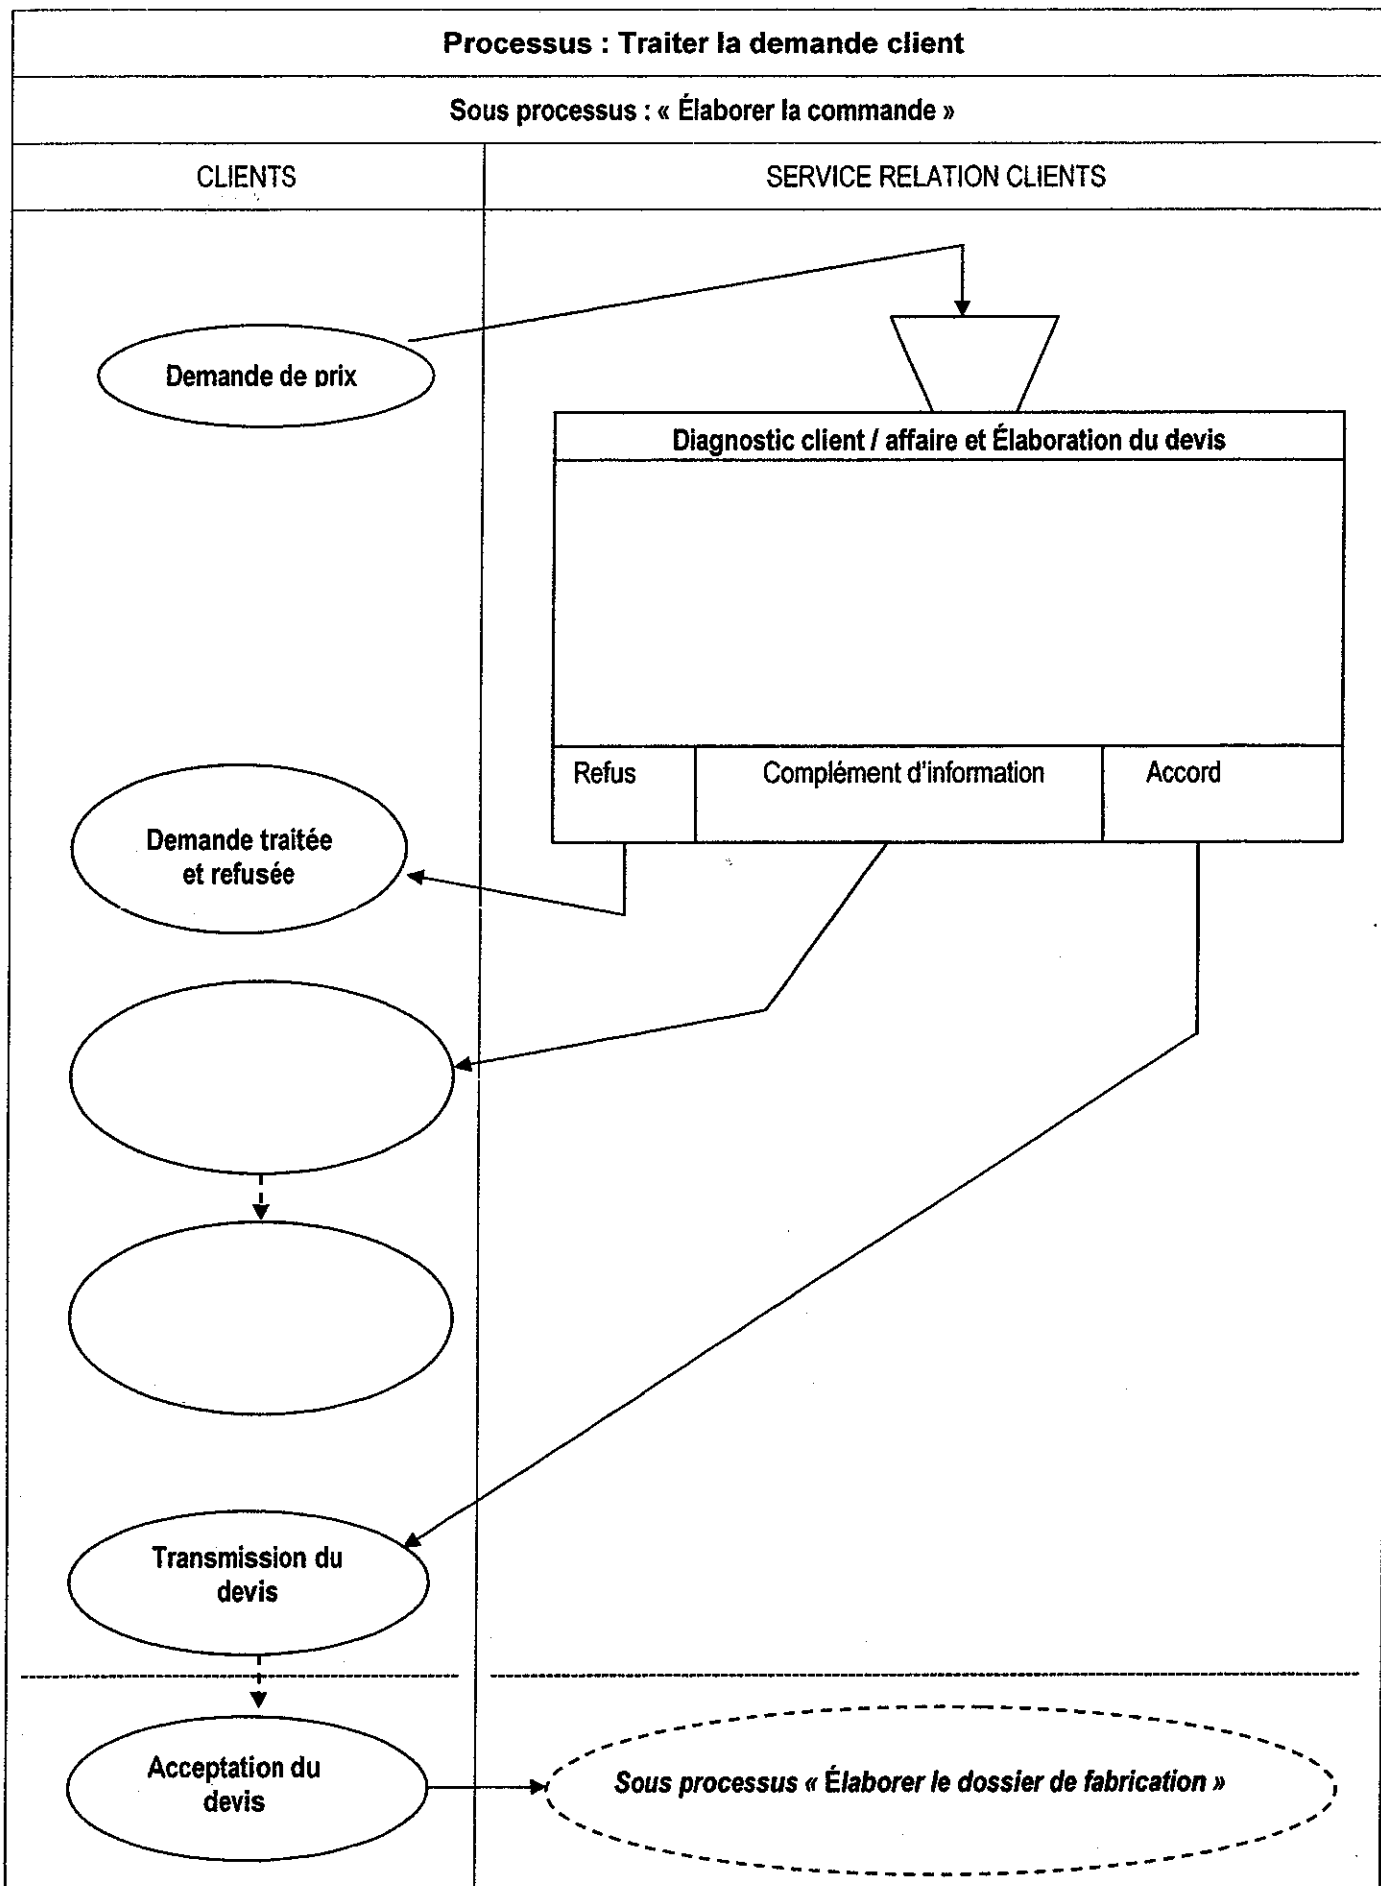 Processus : Traiter la demande client
Sous processus : « Élaborer la commande »
CLIENTS
SERVICE RELATION CLIENTS
Demande de prix
Diagnostic client / affaire et Élaboration du devis
Refus
Complément d'information
Accord
Demande traitée
et refusée
Transmission du
devis
Acceptation du
devis
Sous processus « Élaborer le dossier de fabrication »